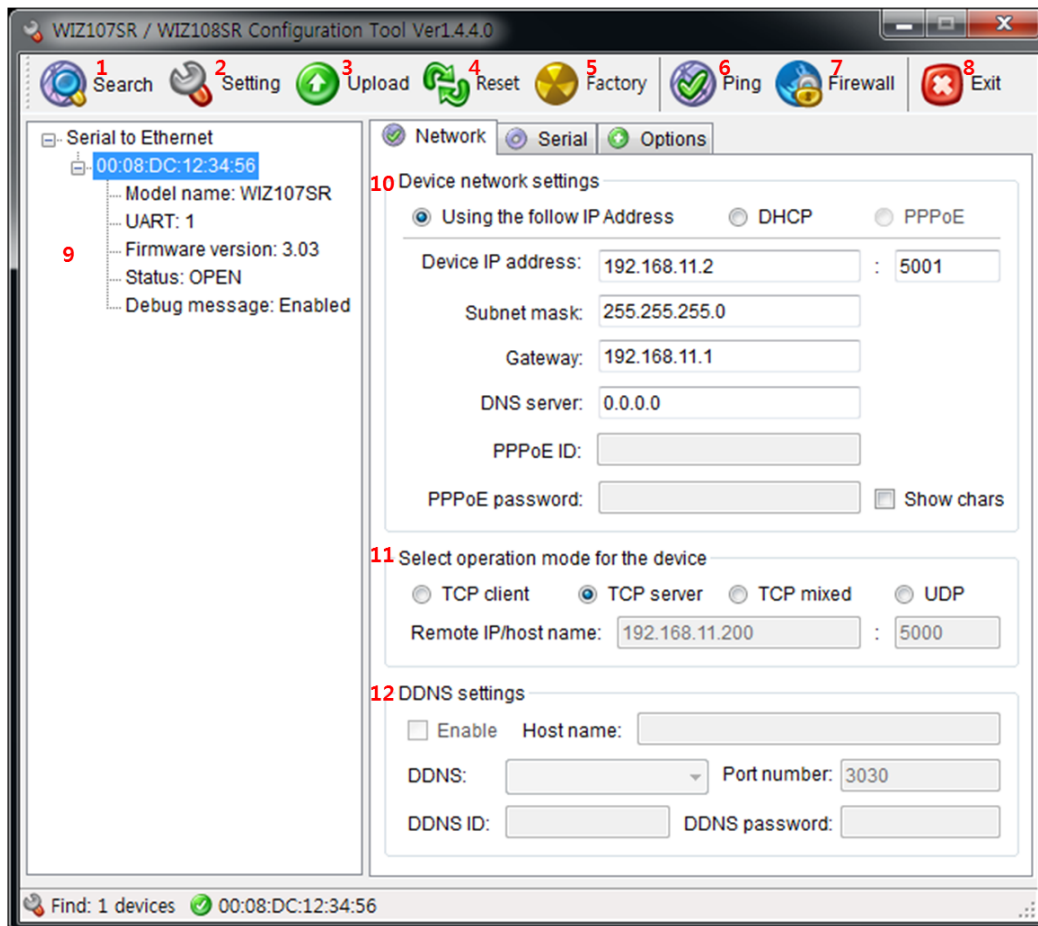 WIZ107SR / WIZ108SR Configuration Tool Ver1.4.4.0
1 Search 2 Setting 3 Upload 4 Reset 5 Factory 6 Ping 7 Firewall 8 Exit
Serial to Ethernet
00:08:DC:12:34:56
Model name: WIZ107SR
UART: 1
9
Firmware version: 3.03
Status: OPEN
Debug message: Enabled
Network Serial Options
10 Device network settings
Using the follow IP Address DHCP PPPoE
Device IP address: 192.168.11.2 : 5001
Subnet mask: 255.255.255.0
Gateway: 192.168.11.1
DNS server: 0.0.0.0
PPPoE ID:
PPPoE password: Show chars
11 Select operation mode for the device
TCP client TCP server TCP mixed UDP
Remote IP/host name: 192.168.11.200 : 5000
12 DDNS settings
Enable Host name:
DDNS: Port number: 3030
DDNS ID: DDNS password:
Find: 1 devices 00:08:DC:12:34:56